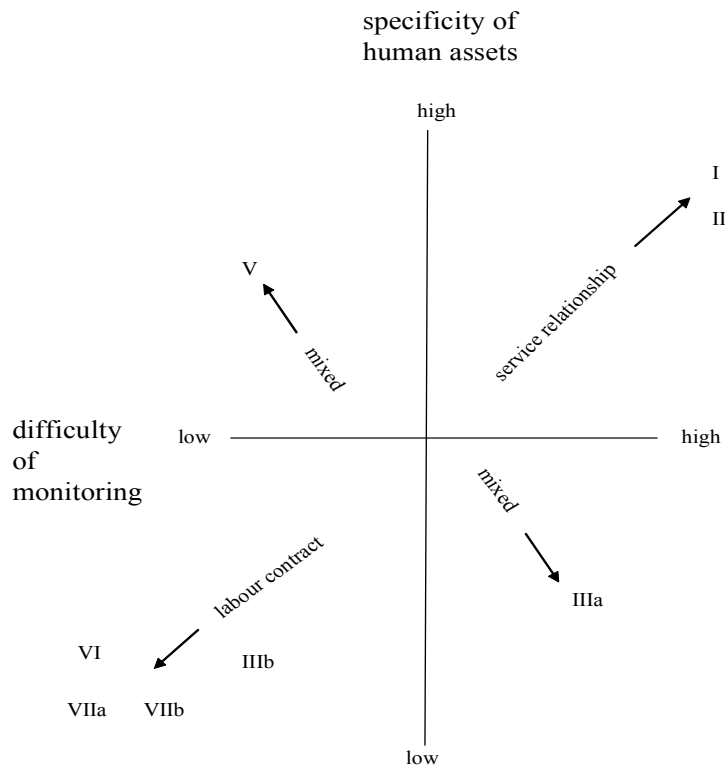 specificity of
human assets
high
I
II
V
service relationship
mixed
difficulty
of
monitoring
low
high
mixed
labour contract
IIIa
VI
IIIb
VIIa
VIIb
low